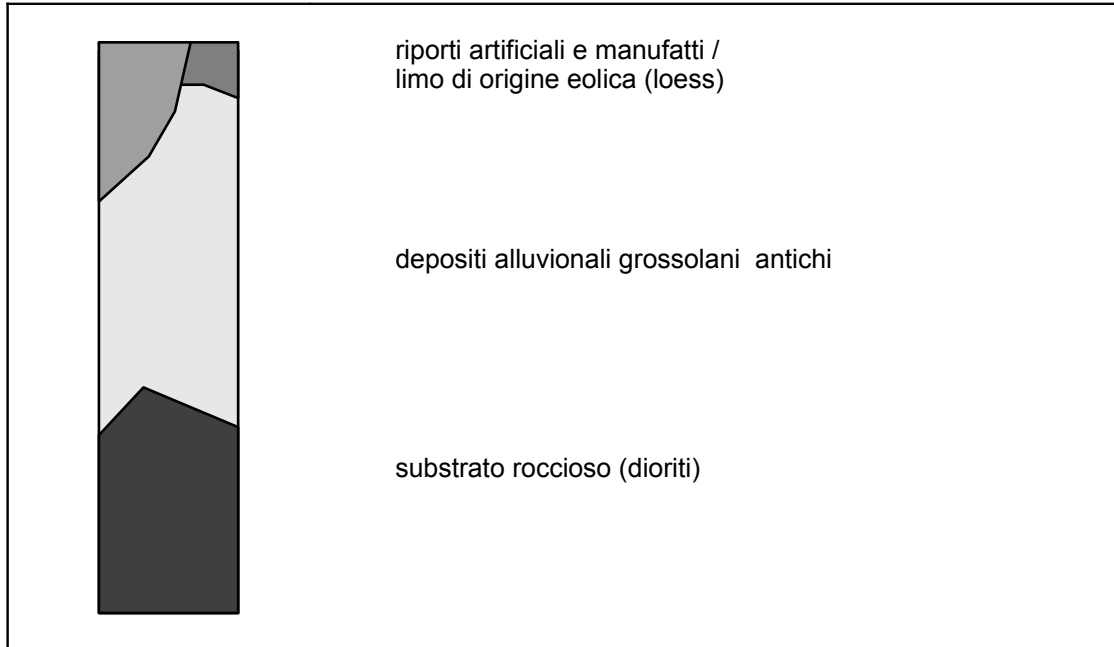 riporti artificiali e manufatti /
limo di origine eolica (loess)
depositi alluvionali grossolani  antichi
substrato roccioso (dioriti)